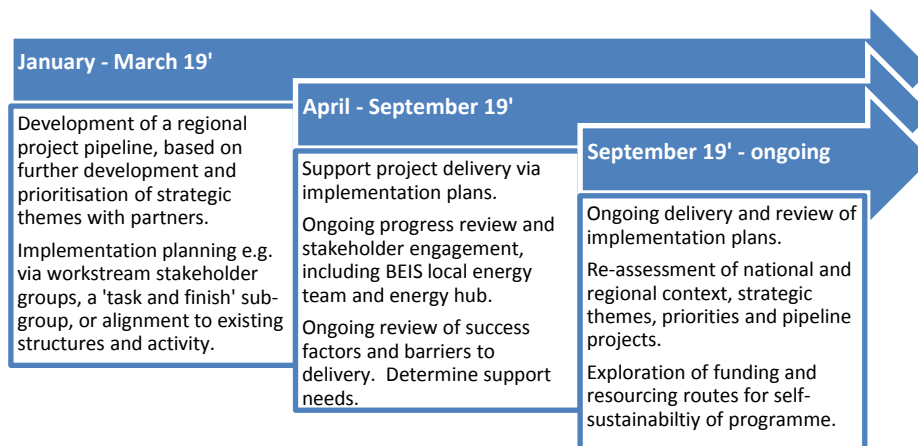 January - March 19'
Development of a regional
project pipeline, based on
further development and
prioritisation of strategic
themes with partners.
Implementation planning e.g.
via workstream stakeholder
groups, a 'task and finish' sub-
group, or alignment to existing
structures and activity.
April - September 19'
Support project delivery via
implementation plans.
Ongoing progress review and
stakeholder engagement,
including BEIS local energy
team and energy hub.
Ongoing review of success
factors and barriers to
delivery.  Determine support
needs.
September 19' - ongoing
Ongoing delivery and review of
implementation plans.
Re-assessment of national and
regional context, strategic
themes, priorities and pipeline
projects.
Exploration of funding and
resourcing routes for self-
sustainabiltiy of programme.